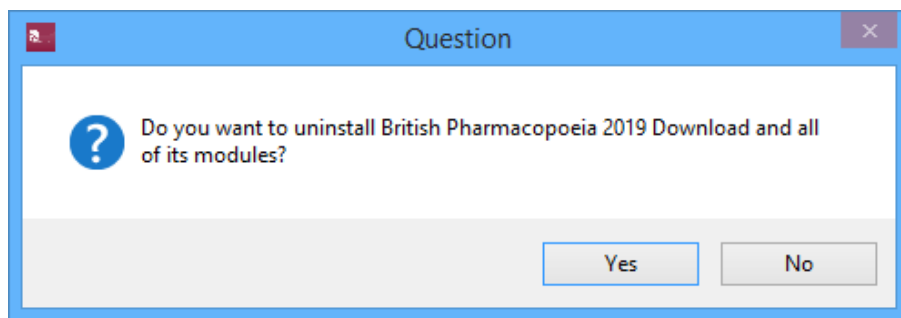 Question
Do you want to uninstall British Pharmacopoeia 2019 Download and all
of its modules?
Yes
No